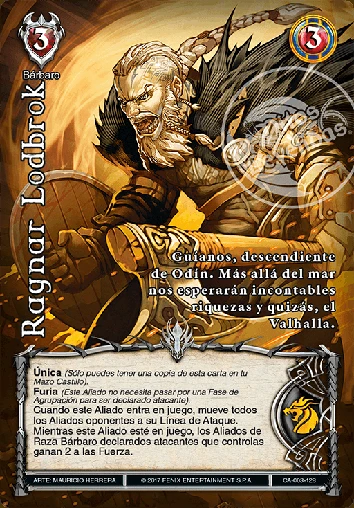 3
3
Bárbaro
Ragnar Lodbrok
Guíanos, descendiente
de Odín. Más allá del mar
nos esperarán incontables
riquezas y quizás, el
Valhalla.
Única (Sólo puedes tener una copia de esta carta en tu
Mazo Castillo).
Furia (Este Aliado no necesita pasar por una Fase de
Agrupación para ser declarado atacante).
Cuando este Aliado entra en juego, mueve todos
los Aliados oponentes a su Línea de Ataque.
Mientras este Aliado esté en juego, los Aliados de
Raza Bárbaro declarados atacantes que controlas
ganan 2 a las Fuerza.
ARTE: MAURICIO HERRERA
© 2017 FENIX ENTERTAINMENT S.P.A.
CA-003-129